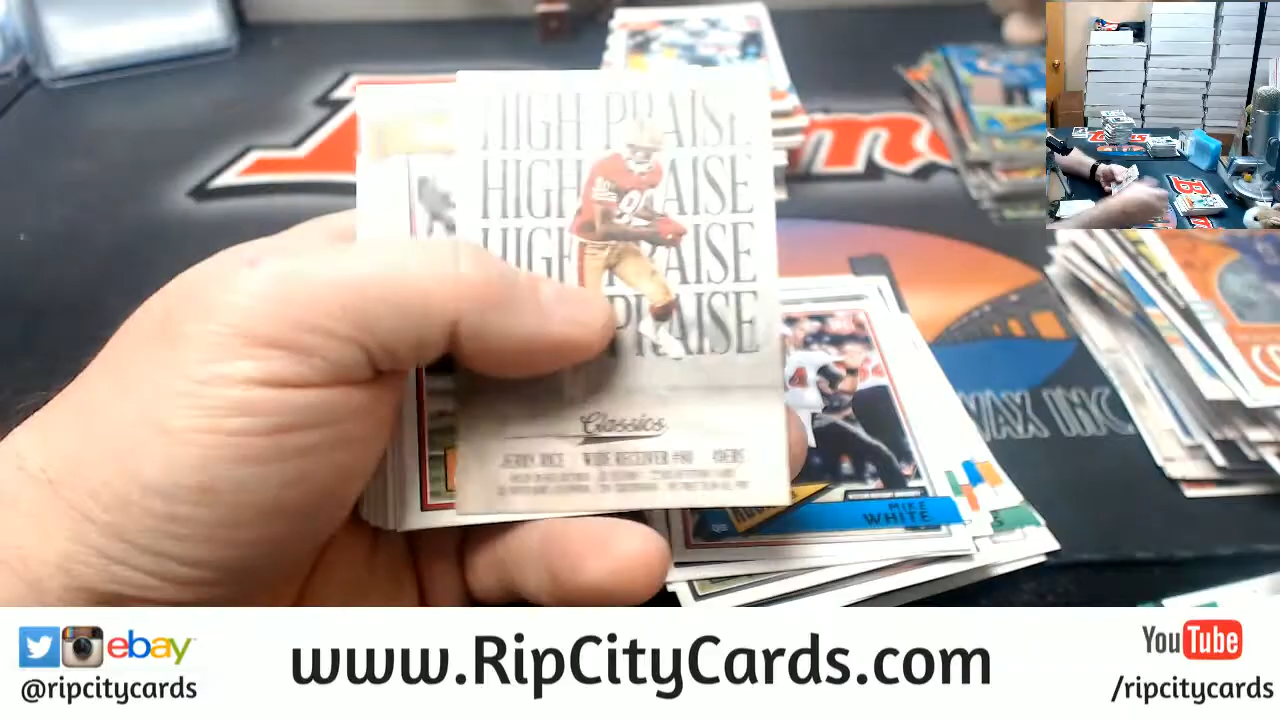 HIGH PRAISE
HIGH PRAISE
HIGH PRAISE
PRAISE
Classics
JERRY RICE WIDE RECEIVER #80 49ERS
MIKE
WHITE
WAX INC
ebay
@ripcitycards
www.RipCityCards.com
YouTube
/ripcitycards